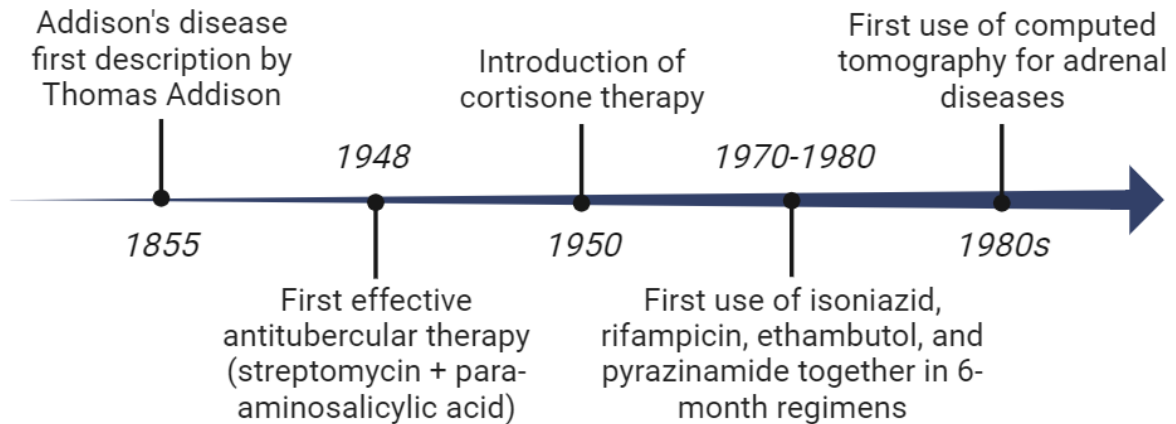 Addison's disease
first description by
Thomas Addison
1855
1948
First effective
antitubercular therapy
(streptomycin + para-
aminosalicylic acid)
Introduction of
cortisone therapy
1950
1970-1980
First use of isoniazid,
rifampicin, ethambutol, and
pyrazinamide together in 6-
month regimens
First use of computed
tomography for adrenal
diseases
1980s